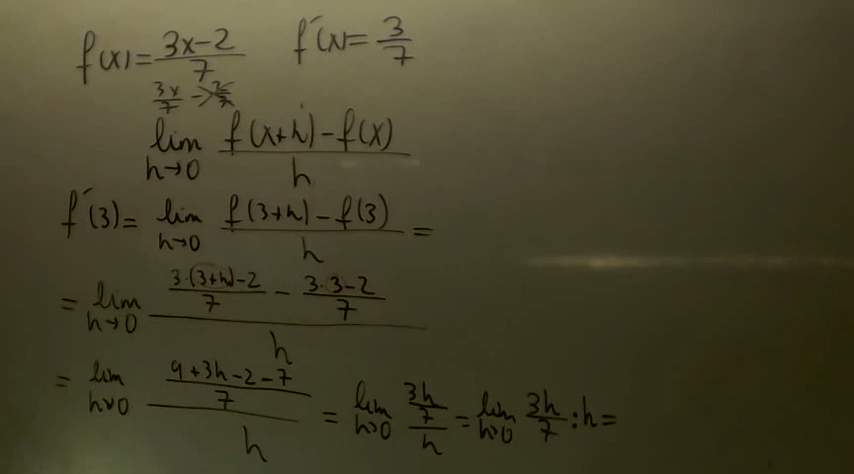 f(x)=(3x-2)/7 f´(x)=3/7
3x/7 - 2/7
lim h→0 (f(x+h)-f(x))/h
f´(3)= lim h→0 (f(3+h)-f(3))/h =
= lim h→0 ((3·(3+h)-2)/7 - (3·3-2)/7)/h
= lim h→0 ((9+3h-2-7)/7)/h = lim h→0 (3h/7)/h = lim h→0 3h/7 : h =